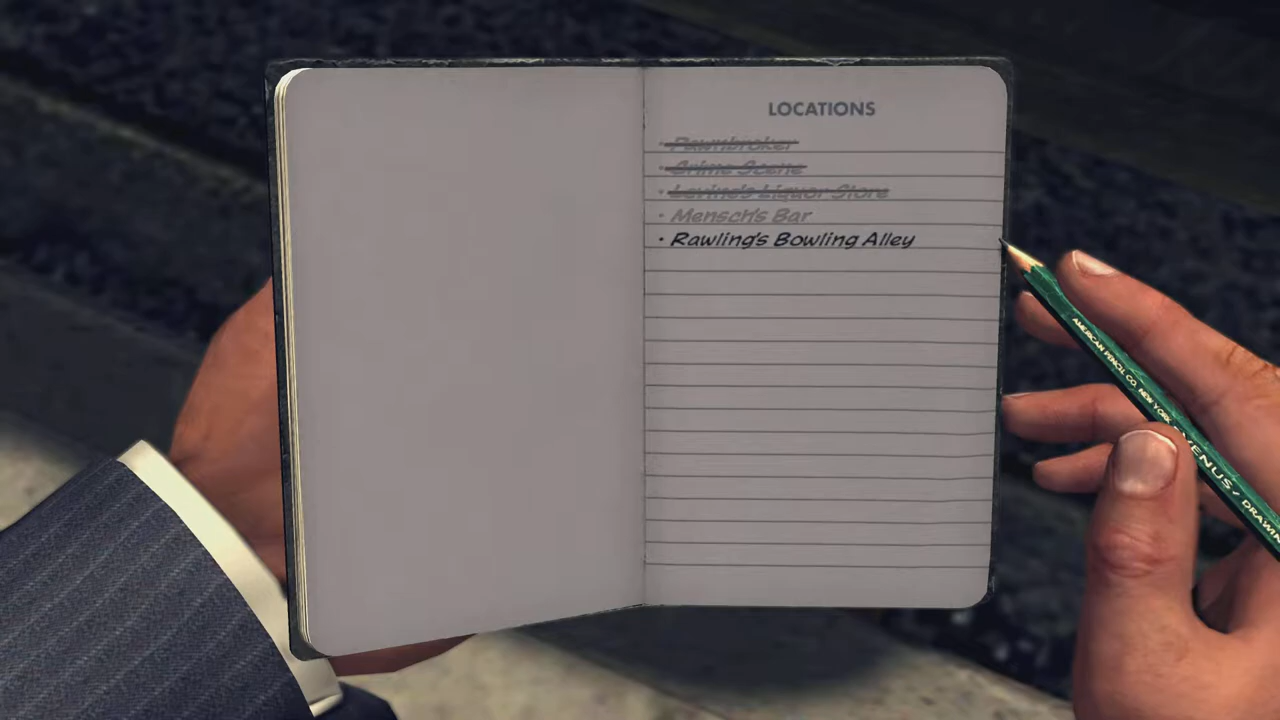 LOCATIONS
• Pawnbroker
• Crime Scene
• Levine's Liquor Store
• Mensch's Bar
• Rawling's Bowling Alley
AMERICAN PENCIL CO. NEW YORK VENUS DRAWIN